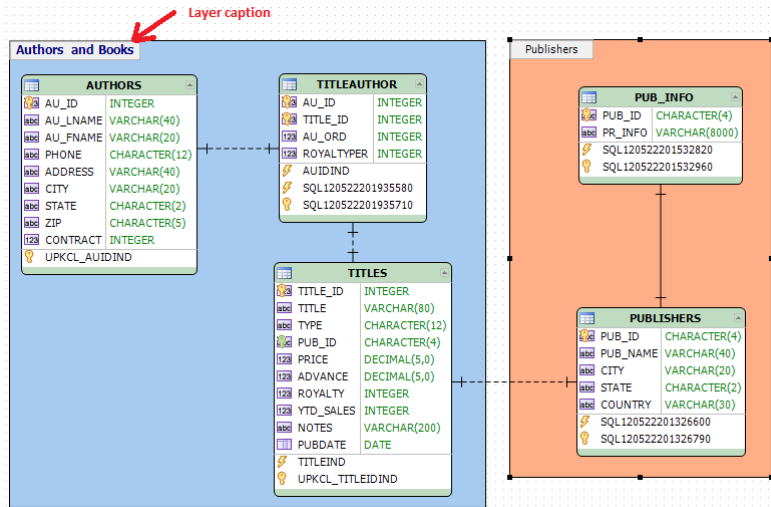 Layer caption
Authors and Books
AUTHORS
AU_ID INTEGER
AU_LNAME VARCHAR(40)
AU_FNAME VARCHAR(20)
PHONE CHARACTER(12)
ADDRESS VARCHAR(40)
CITY VARCHAR(20)
STATE CHARACTER(2)
ZIP CHARACTER(5)
CONTRACT INTEGER
UPKCL_AUIDIND
TITLEAUTHOR
AU_ID INTEGER
TITLE_ID INTEGER
AU_ORD INTEGER
ROYALTYPER INTEGER
AUIDIND
SQL120522201935580
SQL120522201935710
TITLES
TITLE_ID INTEGER
TITLE VARCHAR(80)
TYPE CHARACTER(12)
PUB_ID CHARACTER(4)
PRICE DECIMAL(5,0)
ADVANCE DECIMAL(5,0)
ROYALTY INTEGER
YTD_SALES INTEGER
NOTES VARCHAR(200)
PUBDATE DATE
TITLEIND
UPKCL_TITLEIDIND
Publishers
PUB_INFO
PUB_ID CHARACTER(4)
PR_INFO VARCHAR(8000)
SQL120522201532820
SQL120522201532960
PUBLISHERS
PUB_ID CHARACTER(4)
PUB_NAME VARCHAR(40)
CITY VARCHAR(20)
STATE CHARACTER(2)
COUNTRY VARCHAR(30)
SQL120522201326600
SQL120522201326790